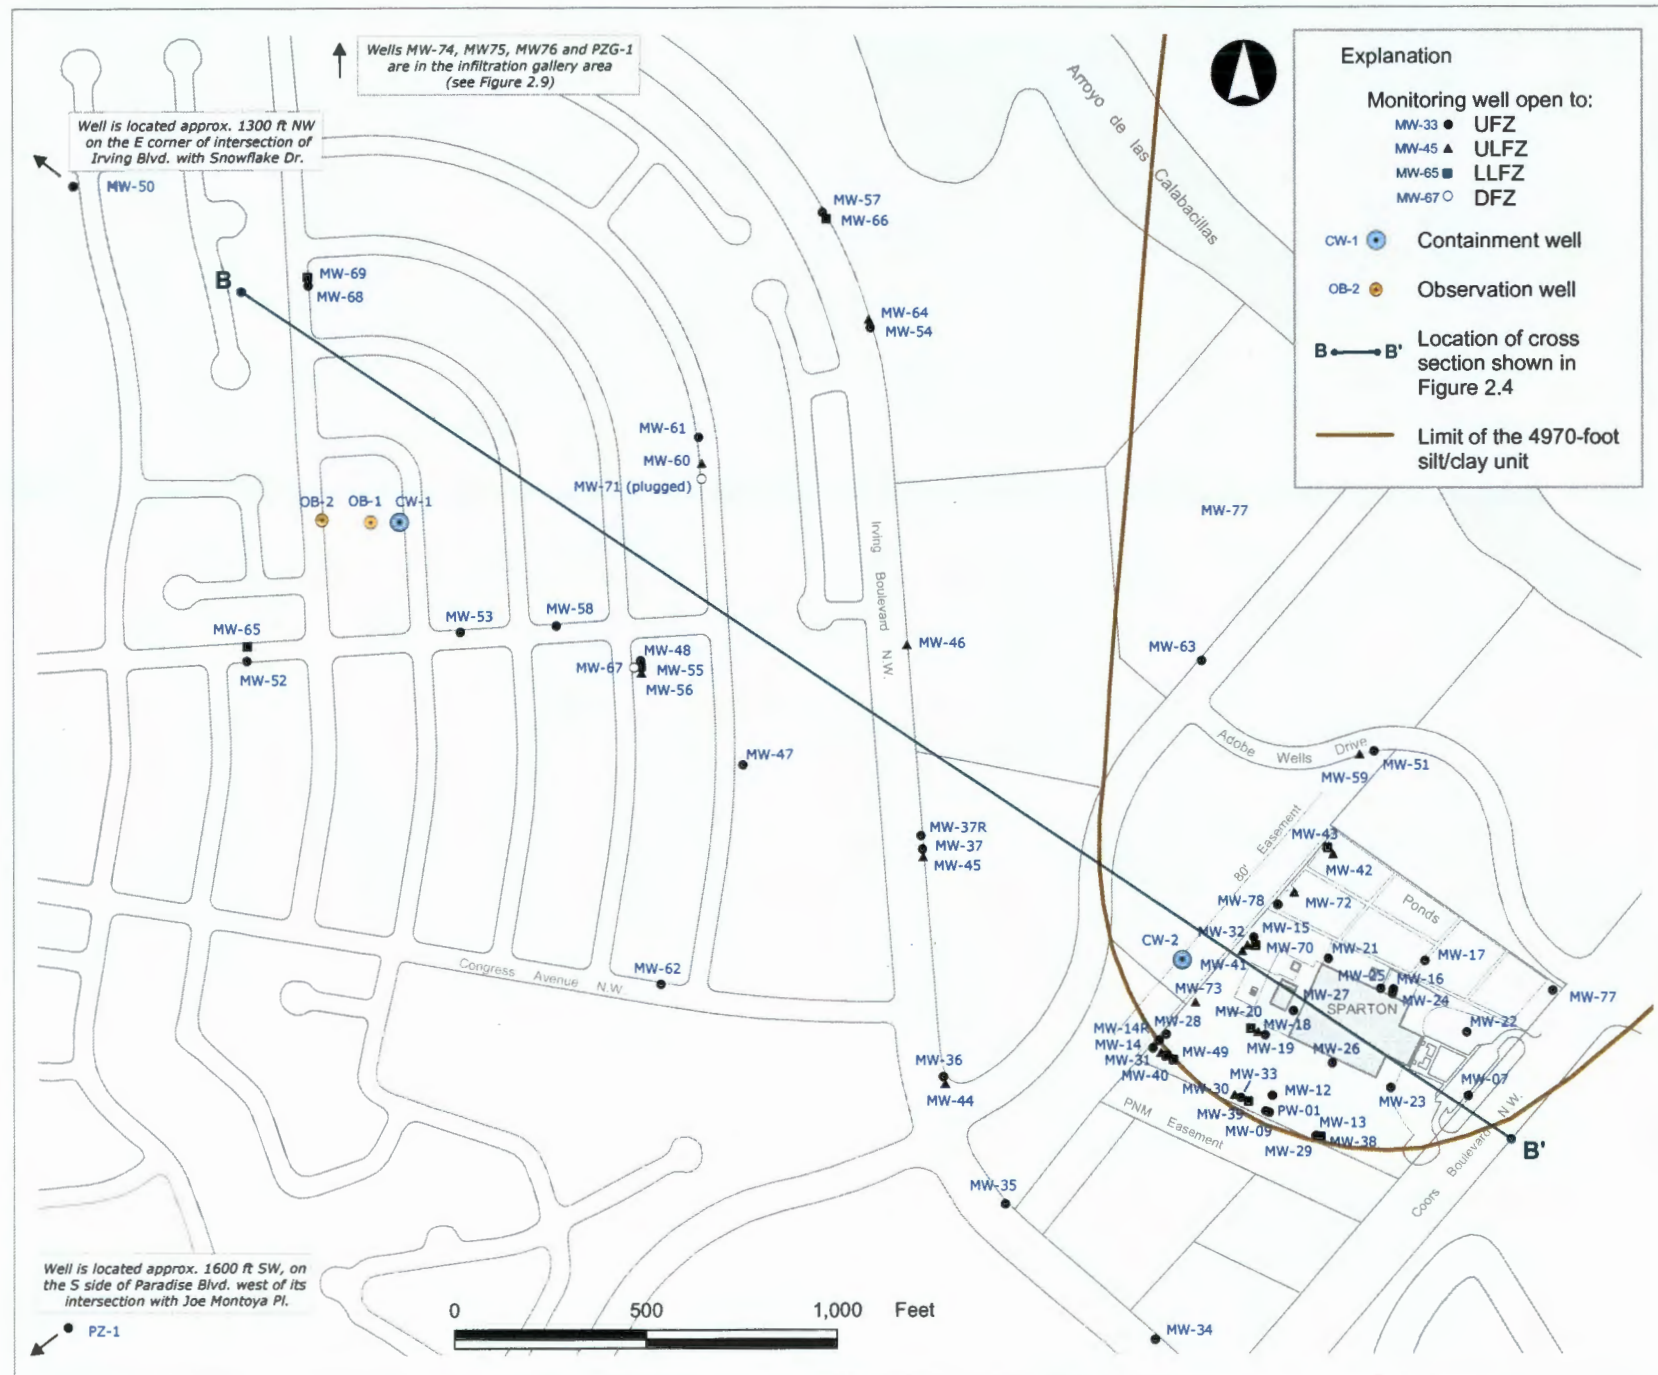 Wells MW-74, MW75, MW76 and PZG-1
are in the infiltration gallery area
(see Figure 2.9)
Well is located approx. 1300 ft NW
on the E corner of intersection of
Irving Blvd. with Snowflake Dr.
MW-50
Explanation
Monitoring well open to:
MW-33 UFZ
MW-45 ULFZ
MW-65 LLFZ
MW-67 DFZ
CW-1 Containment well
OB-2 Observation well
B B' Location of cross
section shown in
Figure 2.4
Limit of the 4970-foot
silt/clay unit
Arroyo de las Calabacillas
MW-57
MW-66
B
MW-69
MW-68
MW-64
MW-54
MW-61
MW-60
MW-71 (plugged)
OB-2 OB-1 CW-1
MW-77
Irving Boulevard N.W.
MW-53
MW-58
MW-65
MW-52
MW-48
MW-67
MW-55
MW-56
MW-46
MW-63
MW-47
Adobe Wells Drive
MW-51
MW-59
80' Easement
MW-37R
MW-37
MW-45
MW-43
MW-42
MW-72
MW-78
Ponds
MW-32
MW-15
MW-70
CW-2
MW-41
MW-21
MW-17
MW-25
MW-16
MW-24
MW-73
MW-27
SPARTON
MW-77
MW-20
MW-18
MW-22
MW-28
MW-14R
MW-14
MW-31
MW-49
MW-40
MW-19
MW-26
MW-33
MW-30
MW-12
MW-07
MW-23
MW-39
PW-01
MW-09
MW-13
MW-38
MW-29
PNM Easement
B'
Coors Boulevard N.W.
Congress Avenue N.W.
MW-62
MW-36
MW-44
MW-35
MW-34
Well is located approx. 1600 ft SW, on
the S side of Paradise Blvd. west of its
intersection with Joe Montoya Pl.
PZ-1
0 500 1,000 Feet